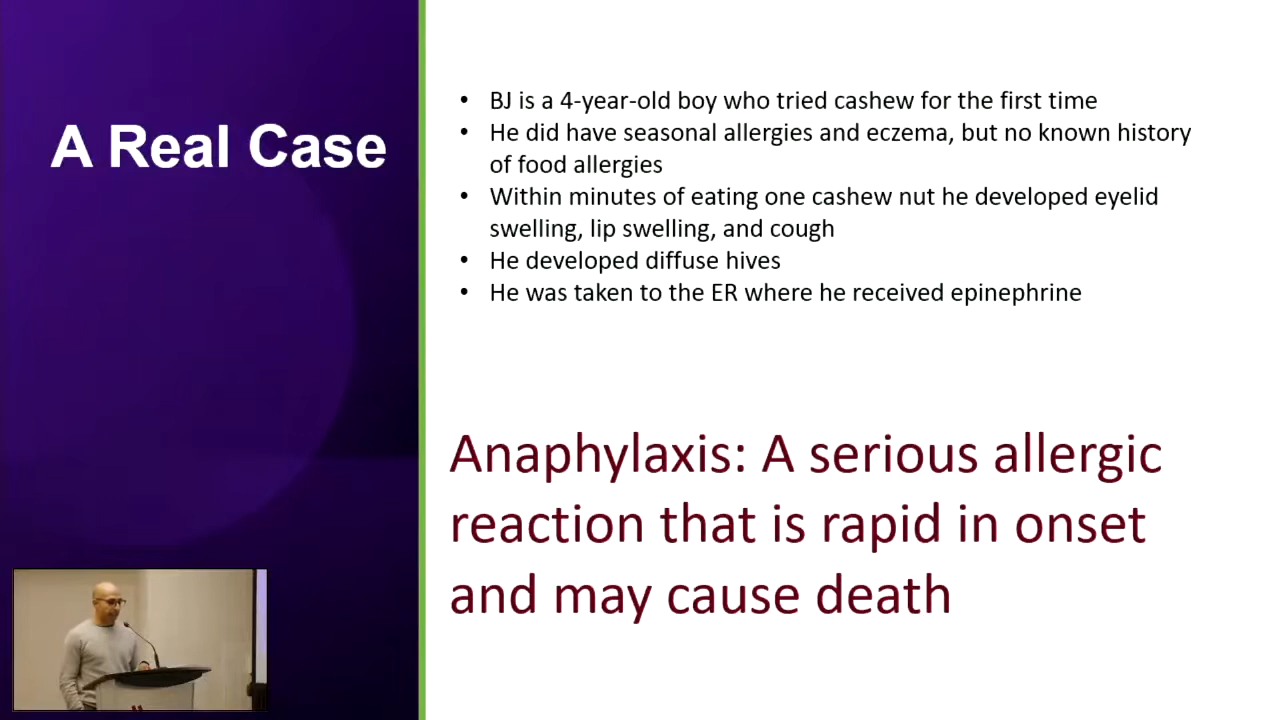 A Real Case
• BJ is a 4-year-old boy who tried cashew for the first time
• He did have seasonal allergies and eczema, but no known history
of food allergies
• Within minutes of eating one cashew nut he developed eyelid
swelling, lip swelling, and cough
• He developed diffuse hives
• He was taken to the ER where he received epinephrine
Anaphylaxis: A serious allergic
reaction that is rapid in onset
and may cause death